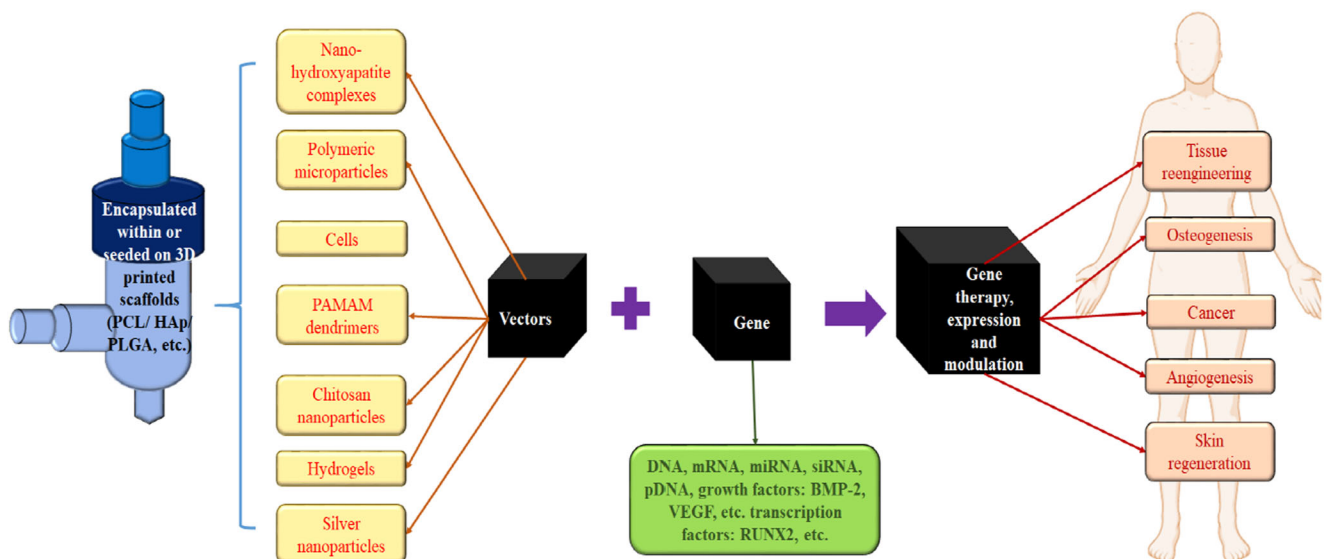 Encapsulated
within or
seeded on 3D
printed
scaffolds
(PCL/ HAp/
PLGA, etc.)
Nano-
hydroxyapatite
complexes
Polymeric
microparticles
Cells
PAMAM
dendrimers
Chitosan
nanoparticles
Hydrogels
Silver
nanoparticles
Vectors
Gene
DNA, mRNA, miRNA, siRNA,
pDNA, growth factors: BMP-2,
VEGF, etc. transcription
factors: RUNX2, etc.
Gene
therapy,
expression
and
modulation
Tissue
reengineering
Osteogenesis
Cancer
Angiogenesis
Skin
regeneration